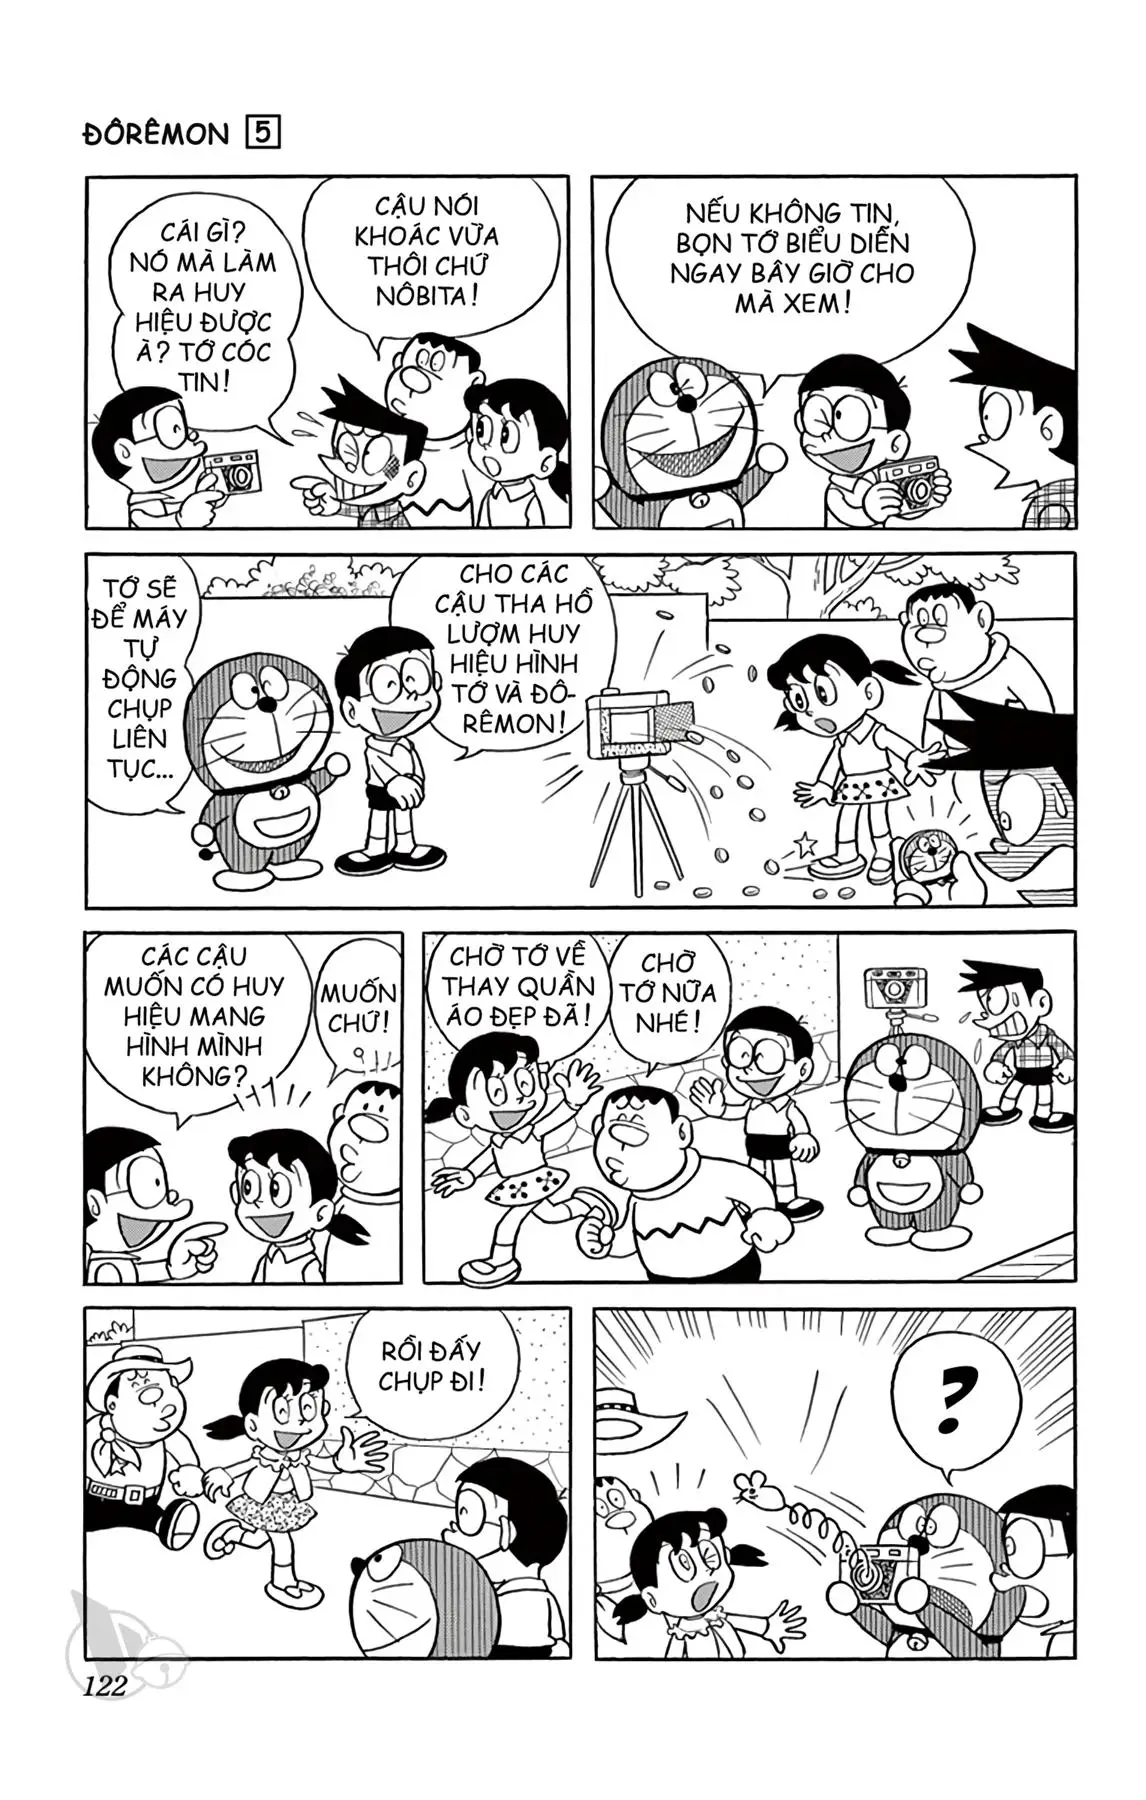 ĐÔRÊMON 5
CÁI GÌ?
NÓ MÀ LÀM
RA HUY
HIỆU ĐƯỢC
À? TỚ CÓC
TIN!
CẬU NÓI
KHOÁC VỪA
THÔI CHỨ
NÔBITA!
NẾU KHÔNG TIN,
BỌN TỚ BIỂU DIỄN
NGAY BÂY GIỜ CHO
MÀ XEM!
TỚ SẼ
ĐỂ MÁY
TỰ
ĐỘNG
CHỤP
LIÊN
TỤC...
CHO CÁC
CẬU THA HỒ
LƯỢM HUY
HIỆU HÌNH
TỚ VÀ ĐÔ-
RÊMON!
CÁC CẬU
MUỐN CÓ HUY
HIỆU MANG
HÌNH MÌNH
KHÔNG?
MUỐN
CHỨ!
CHỜ TỚ VỀ
THAY QUẦN
ÁO ĐẸP ĐÃ!
CHỜ
TỚ NỮA
NHÉ!
RỒI ĐẤY
CHỤP ĐI!
?
122